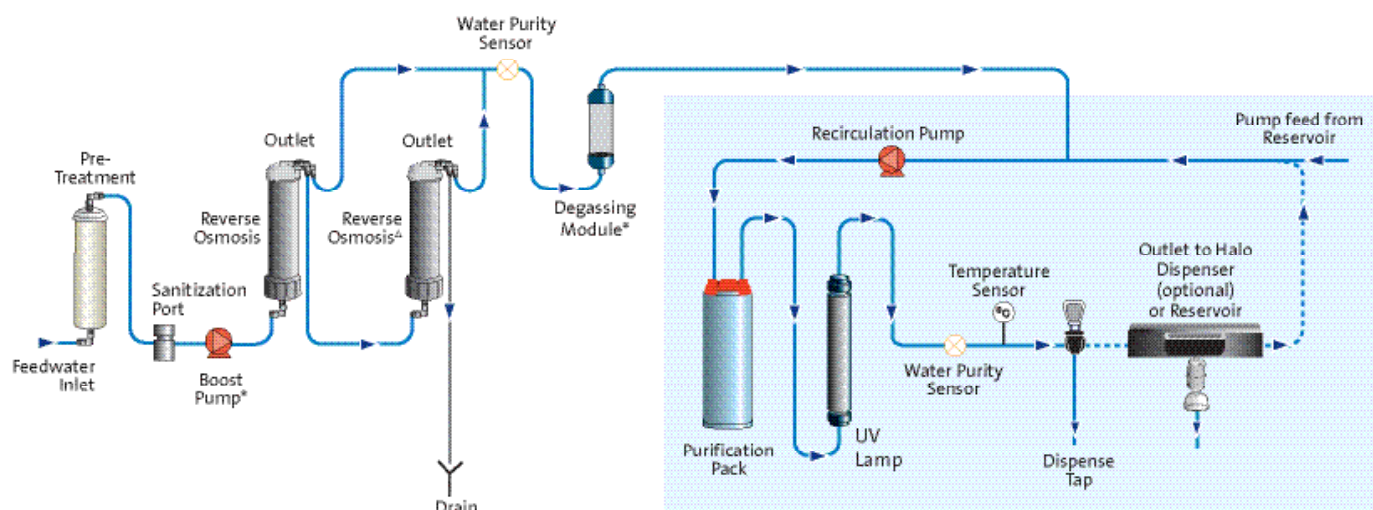 Water Purity
Sensor
Pre-
Treatment
Outlet
Outlet
Recirculation Pump
Pump feed from
Reservoir
Reverse
Osmosis
Reverse
Osmosis△
Degassing
Module*
Sanitization
Port
Temperature
Sensor
°C
Outlet to Halo
Dispenser
(optional)
or Reservoir
Feedwater
Inlet
Boost
Pump*
Water Purity
Sensor
Purification
Pack
UV
Lamp
Dispense
Tap
Drain